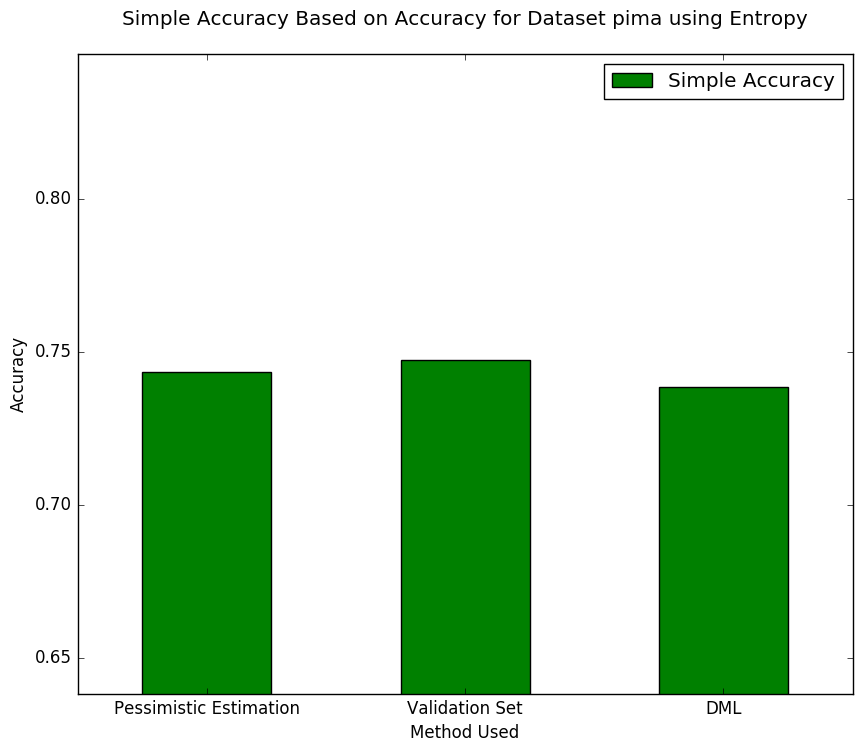 Simple Accuracy Based on Accuracy for Dataset pima using Entropy
Simple Accuracy
0.80
0.75
0.70
0.65
Accuracy
Pessimistic Estimation
Validation Set
DML
Method Used